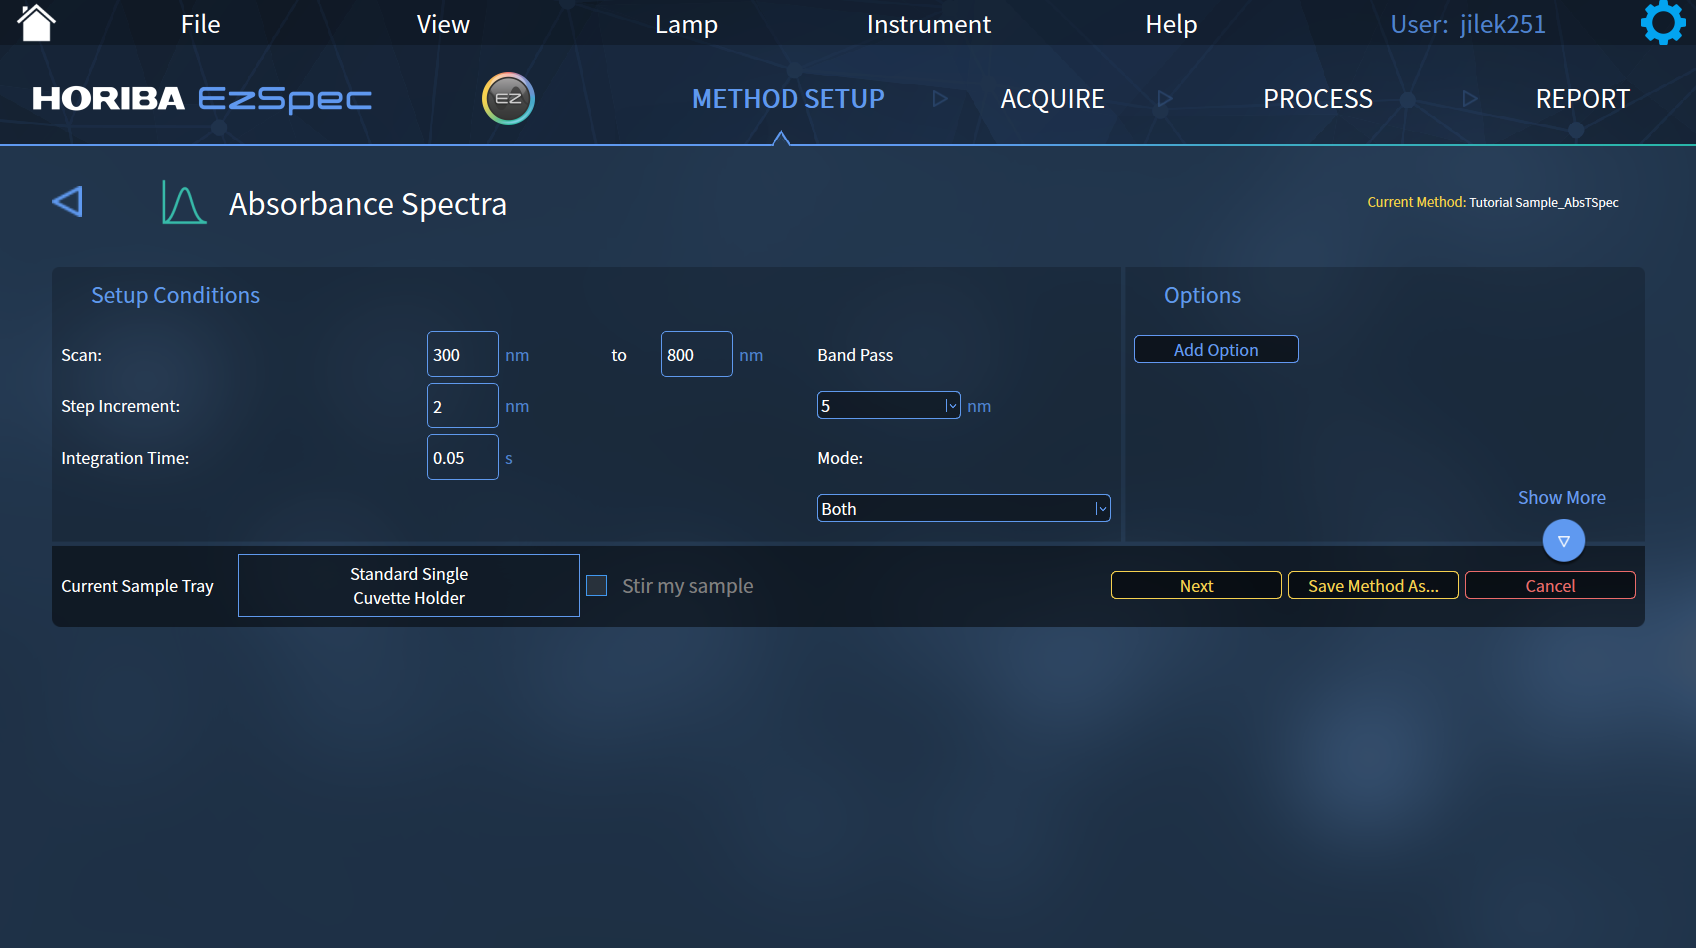 File View Lamp Instrument Help User: jilek251
HORIBA EzSpec EZ METHOD SETUP ACQUIRE PROCESS REPORT
Absorbance Spectra
Current Method: Tutorial Sample_AbsTSpec
Setup Conditions
Options
Scan: 300 nm to 800 nm Band Pass
Add Option
Step Increment: 2 nm 5 nm
Integration Time: 0.05 s Mode:
Show More
Both
Current Sample Tray
Standard Single
Cuvette Holder
Stir my sample
Next Save Method As... Cancel